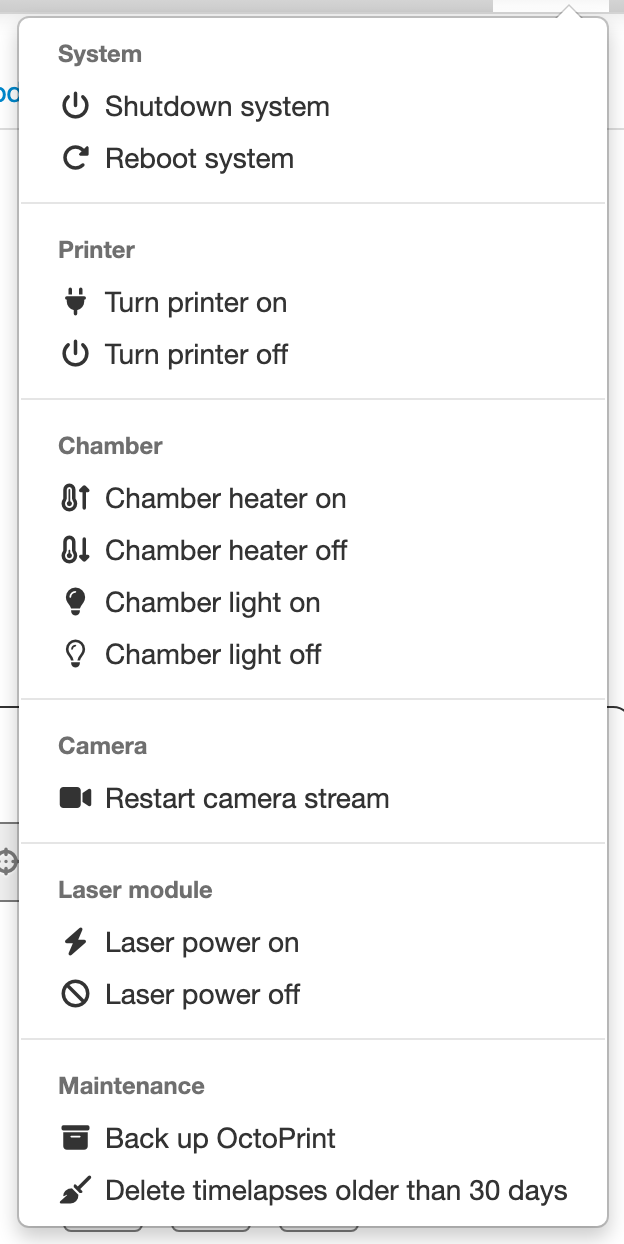 System
Shutdown system
Reboot system
Printer
Turn printer on
Turn printer off
Chamber
Chamber heater on
Chamber heater off
Chamber light on
Chamber light off
Camera
Restart camera stream
Laser module
Laser power on
Laser power off
Maintenance
Back up OctoPrint
Delete timelapses older than 30 days